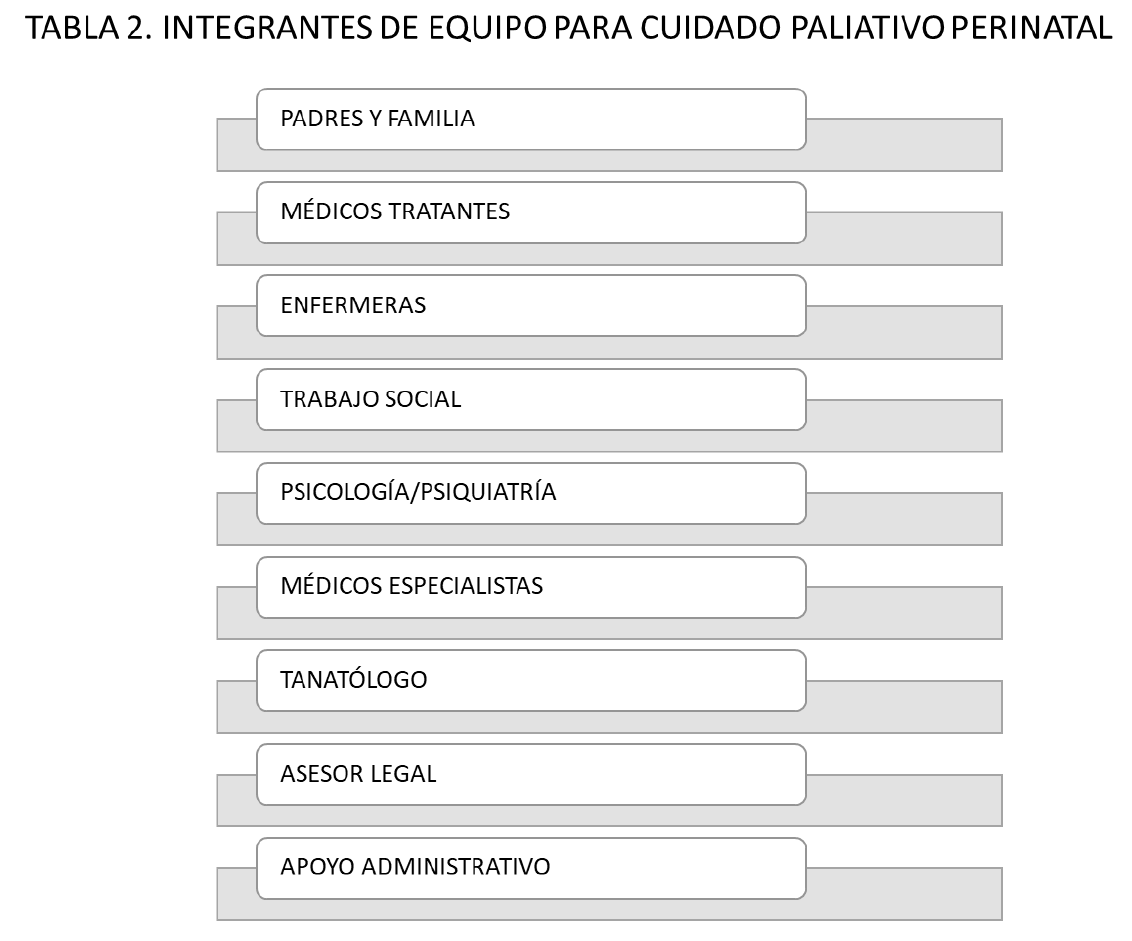 TABLA 2. INTEGRANTES DE EQUIPO PARA CUIDADO PALIATIVO PERINATAL
PADRES Y FAMILIA
MÉDICOS TRATANTES
ENFERMERAS
TRABAJO SOCIAL
PSICOLOGÍA/PSIQUIATRÍA
MÉDICOS ESPECIALISTAS
TANATÓLOGO
ASESOR LEGAL
APOYO ADMINISTRATIVO